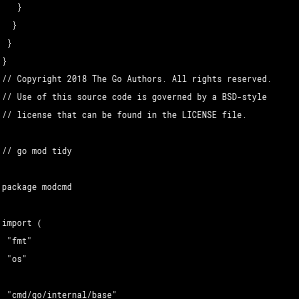 }
}
}
}
// Copyright 2018 The Go Authors. All rights reserved.
// Use of this source code is governed by a BSD-style
// license that can be found in the LICENSE file.
// go mod tidy
package modcmd
import (
"fmt"
"os"
"cmd/go/internal/base"